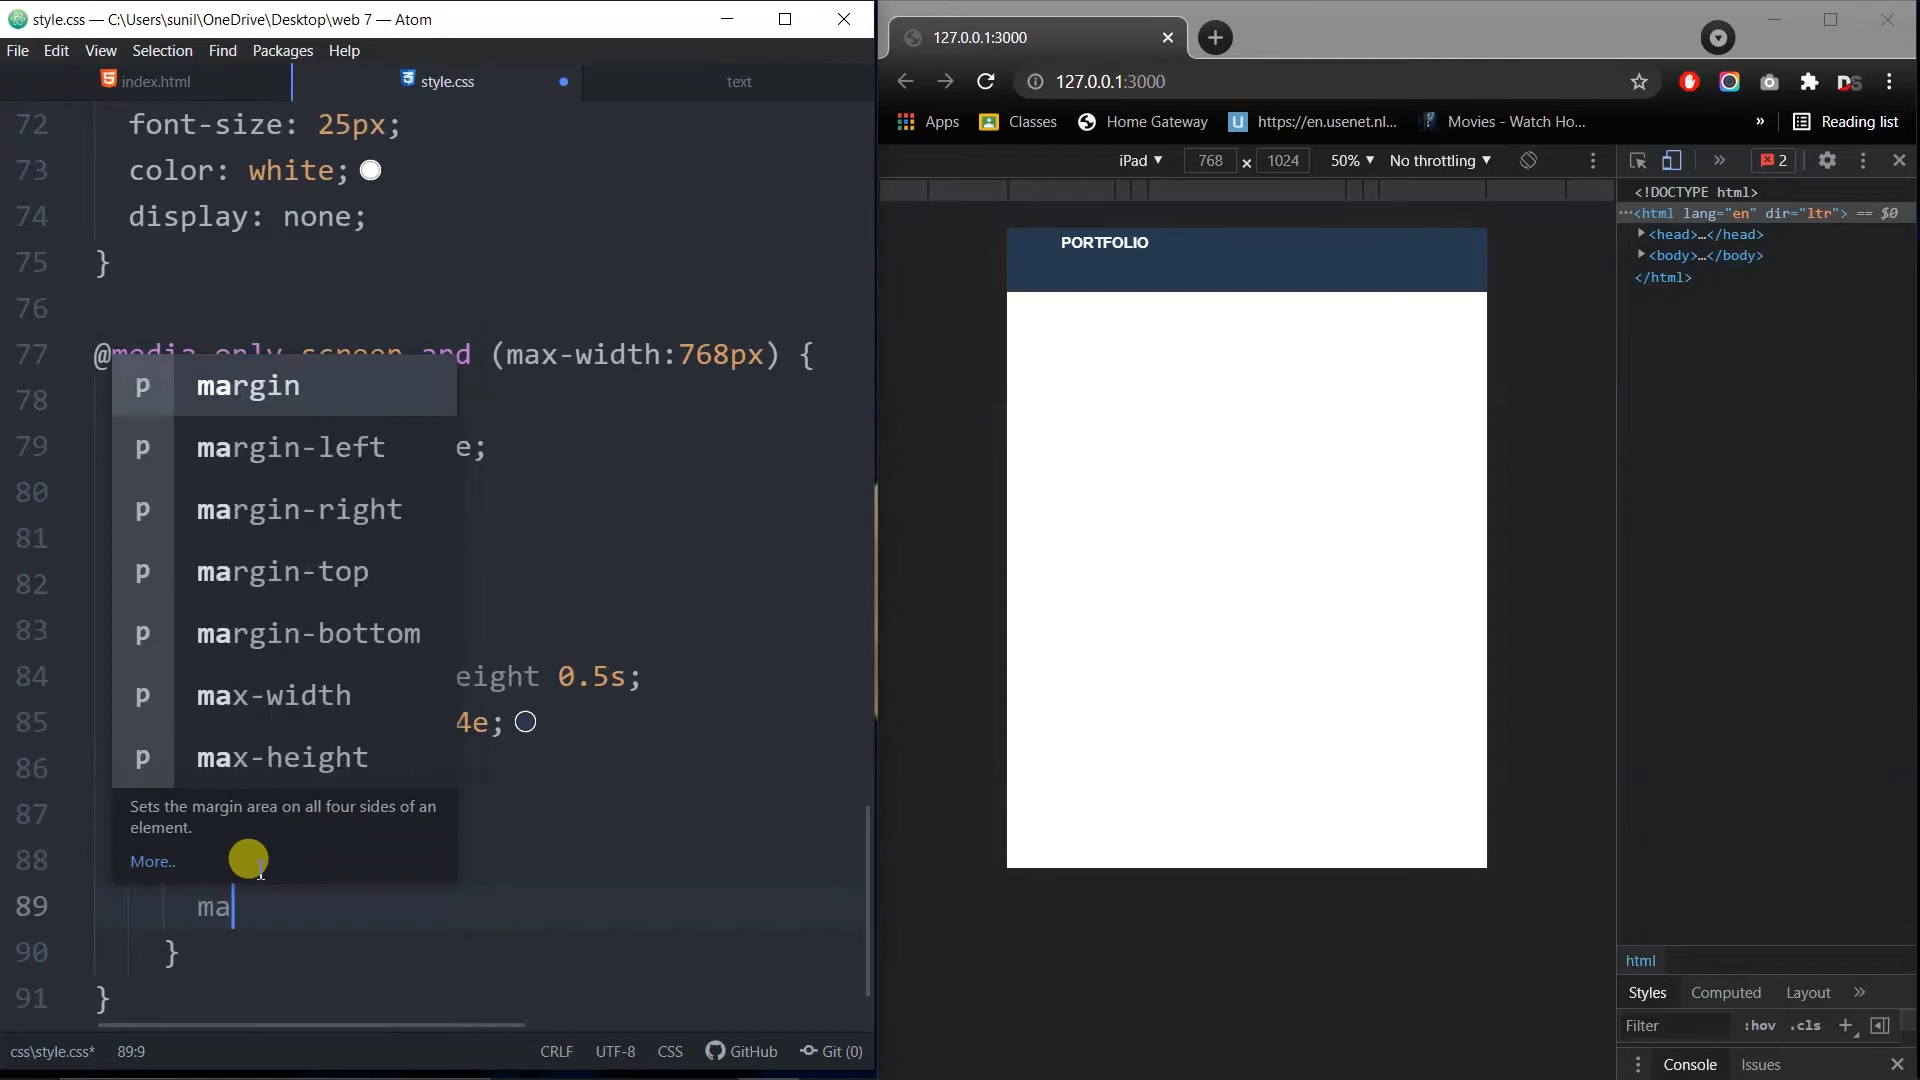 style.css — C:\Users\sunil\OneDrive\Desktop\web 7 — Atom
File Edit View Selection Find Packages Help
index.html style.css text
72 font-size: 25px;
73 color: white;
74 display: none;
75 }
76
77 @media only screen and (max-width:768px) {
78
79 e;
80
81
82
83
84 eight 0.5s;
85 4e;
86
87
88
89 ma
90 }
91 }
p margin
p margin-left
p margin-right
p margin-top
p margin-bottom
p max-width
p max-height
Sets the margin area on all four sides of an
element.
More..
css\style.css* 89:9 CRLF UTF-8 CSS GitHub Git (0)
127.0.0.1:3000
127.0.0.1:3000
Apps Classes Home Gateway U https://en.usenet.nl... Movies - Watch Ho... » Reading list
iPad ▼ 768 × 1024 50% ▼ No throttling ▼ » 2
PORTFOLIO
<!DOCTYPE html>
<html lang="en" dir="ltr"> == $0
<head>…</head>
<body>…</body>
</html>
html
Styles Computed Layout »
Filter :hov .cls +
Console Issues